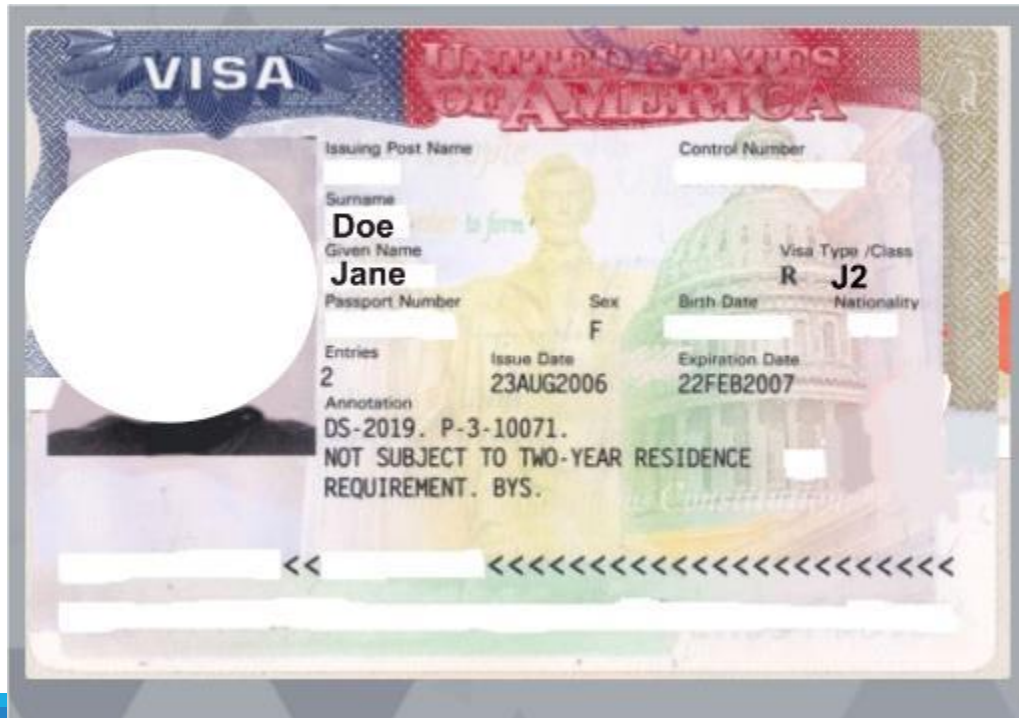 VISA
UNITED STATES
OF AMERICA
Issuing Post Name Control Number
Surname
Doe
Given Name Visa Type /Class
Jane R J2
Passport Number Sex Birth Date Nationality
F
Entries Issue Date Expiration Date
2 23AUG2006 22FEB2007
Annotation
DS-2019. P-3-10071.
NOT SUBJECT TO TWO-YEAR RESIDENCE
REQUIREMENT. BYS.
<< <<<<<<<<<<<<<<<<<<<<<<<<